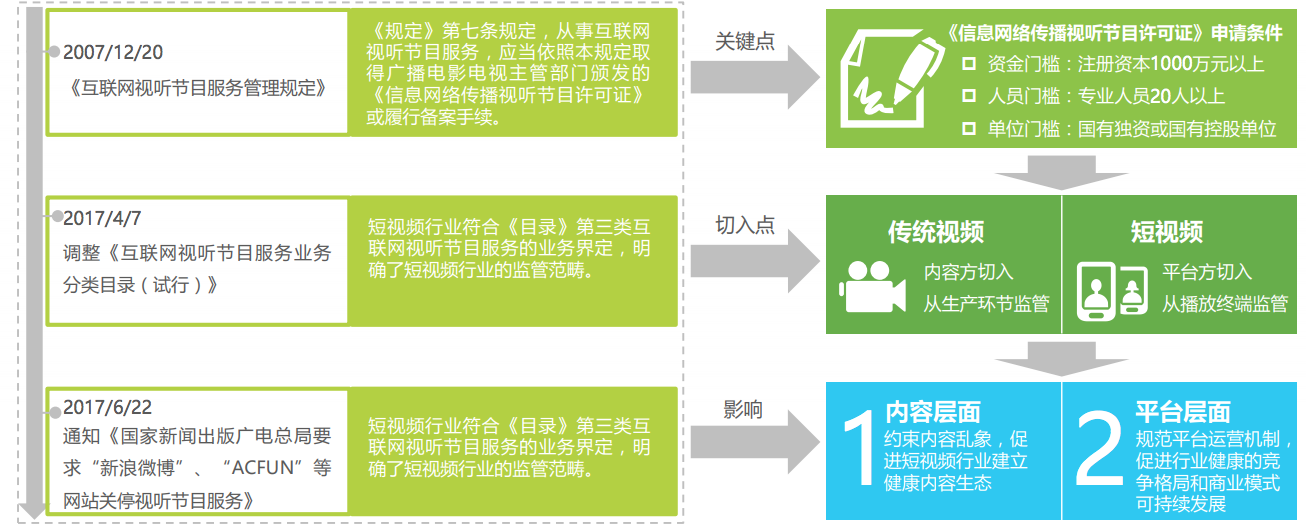 2007/12/20
《互联网视听节目服务管理规定》
《规定》第七条规定，从事互联网
视听节目服务，应当依照本规定取
得广播电影电视主管部门颁发的
《信息网络传播视听节目许可证》
或履行备案手续。
关键点
《信息网络传播视听节目许可证》申请条件
资金门槛：注册资本1000万元以上
人员门槛：专业人员20人以上
单位门槛：国有独资或国有控股单位
2017/4/7
调整《互联网视听节目服务业务
分类目录（试行）》
短视频行业符合《目录》第三类互
联网视听节目服务的业务界定，明
确了短视频行业的监管范畴。
切入点
传统视频
内容方切入
从生产环节监管
短视频
平台方切入
从播放终端监管
2017/6/22
通知《国家新闻出版广电总局要
求“新浪微博”、“ACFUN”等
网站关停视听节目服务》
短视频行业符合《目录》第三类互
联网视听节目服务的业务界定，明
确了短视频行业的监管范畴。
影响
1
内容层面
约束内容乱象，促
进短视频行业建立
健康内容生态
2
平台层面
规范平台运营机制，
促进行业健康的竞
争格局和商业模式
可持续发展